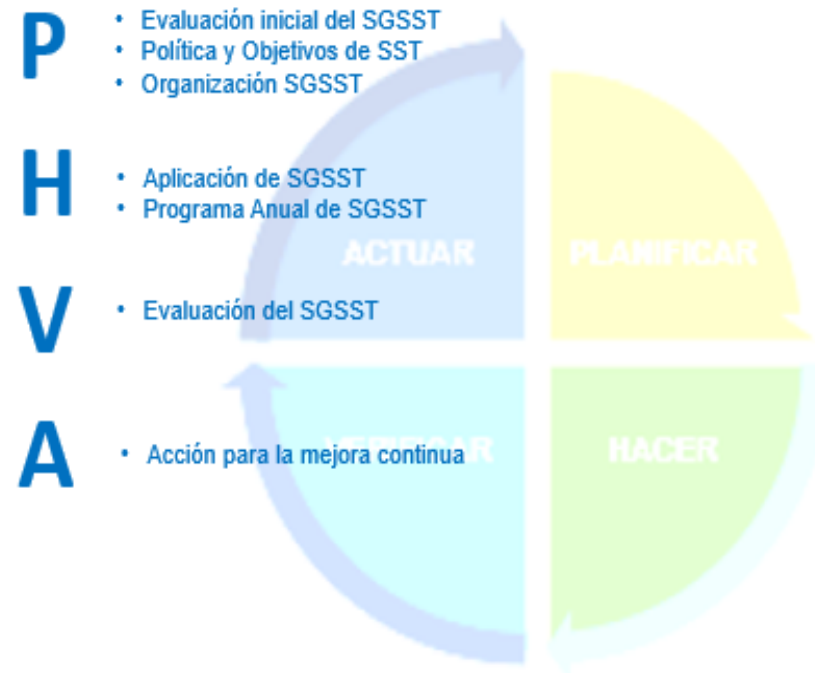 P
• Evaluación inicial del SGSST
• Política y Objetivos de SST
• Organización SGSST
H
• Aplicación de SGSST
• Programa Anual de SGSST
ACTUAR
PLANIFICAR
V
• Evaluación del SGSST
A
• Acción para la mejora continua
VERIFICAR
HACER